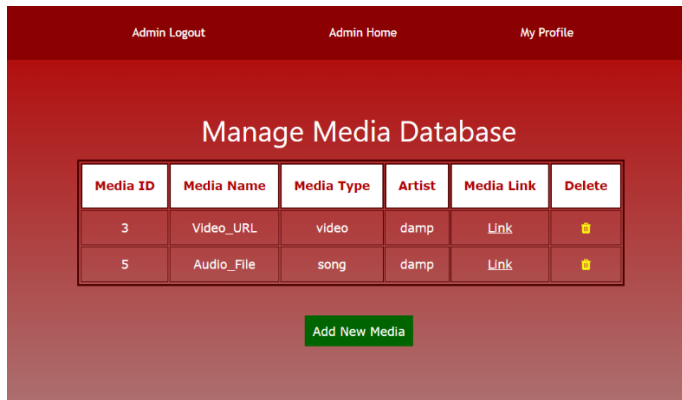 Admin Logout Admin Home My Profile
Manage Media Database
Media ID Media Name Media Type Artist Media Link Delete
3 Video_URL video damp Link
5 Audio_File song damp Link
Add New Media